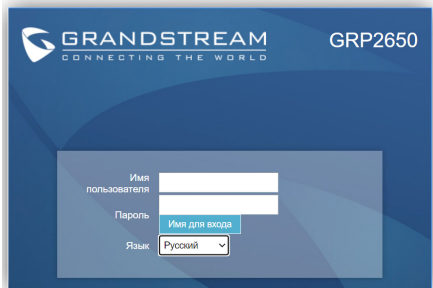 GRANDSTREAM
CONNECTING THE WORLD
GRP2650
Имя
пользователя
Пароль
Имя для входа
Язык
Русский